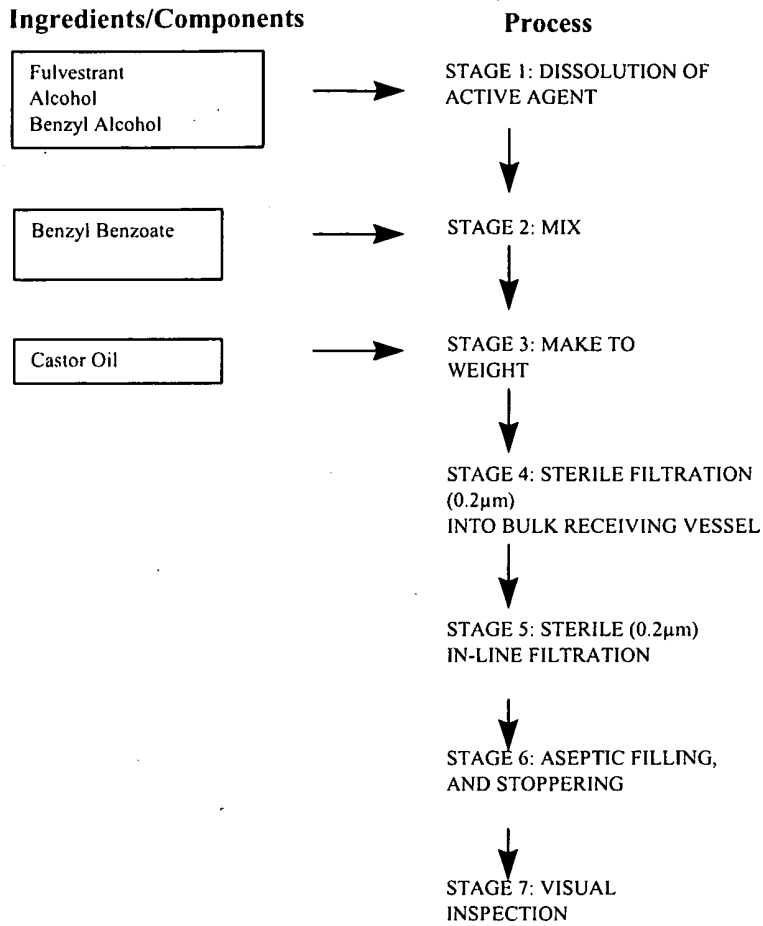 Ingredients/Components
Process
Fulvestrant
Alcohol
Benzyl Alcohol
STAGE 1: DISSOLUTION OF
ACTIVE AGENT
Benzyl Benzoate
STAGE 2: MIX
Castor Oil
STAGE 3: MAKE TO
WEIGHT
STAGE 4: STERILE FILTRATION
(0.2μm)
INTO BULK RECEIVING VESSEL
STAGE 5: STERILE (0.2μm)
IN-LINE FILTRATION
STAGE 6: ASEPTIC FILLING,
AND STOPPERING
STAGE 7: VISUAL
INSPECTION